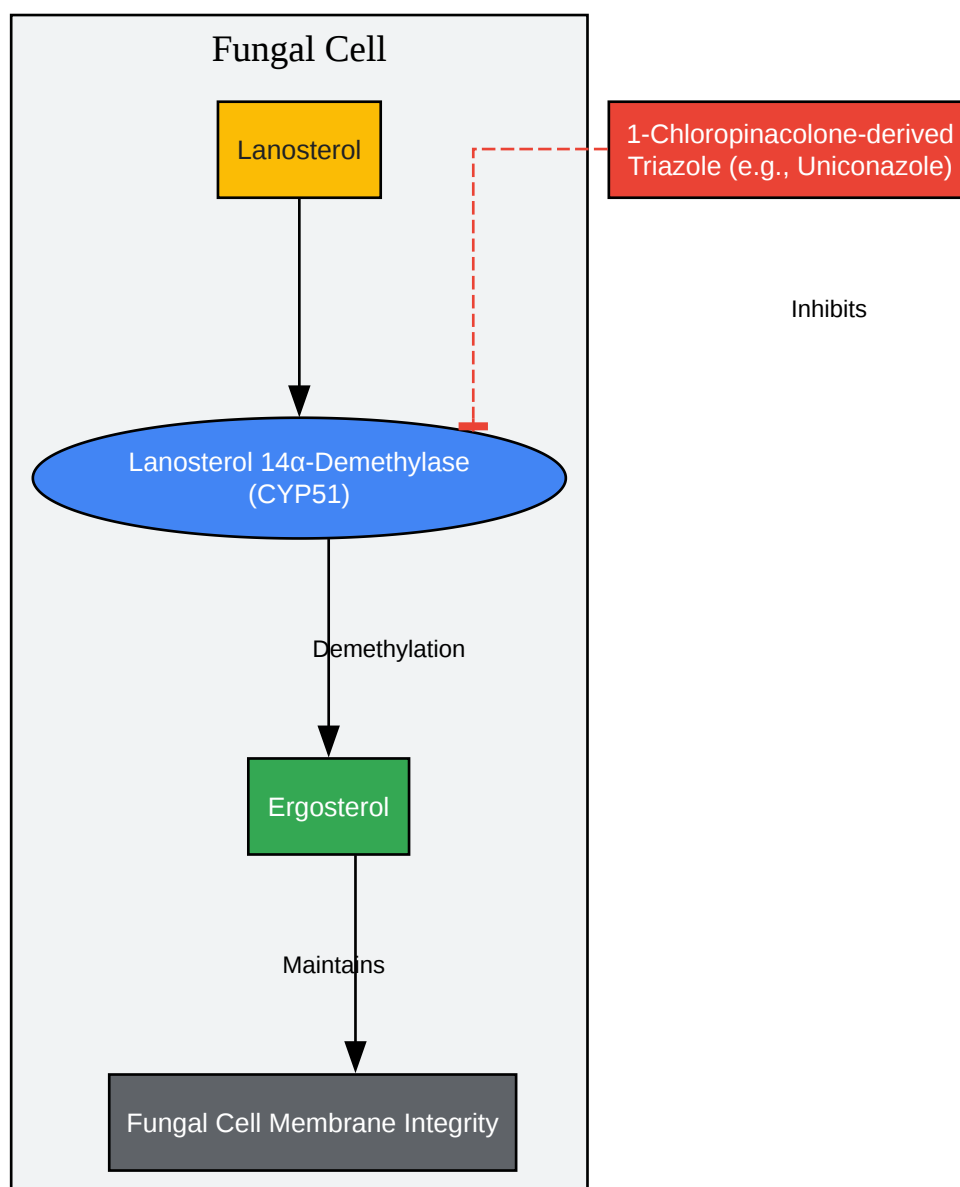 Fungal Cell
Lanosterol
1-Chloropinacolone-derived
Triazole (e.g., Uniconazole)
Inhibits
Lanosterol 14α-Demethylase
(CYP51)
Demethylation
Ergosterol
Maintains
Fungal Cell Membrane Integrity